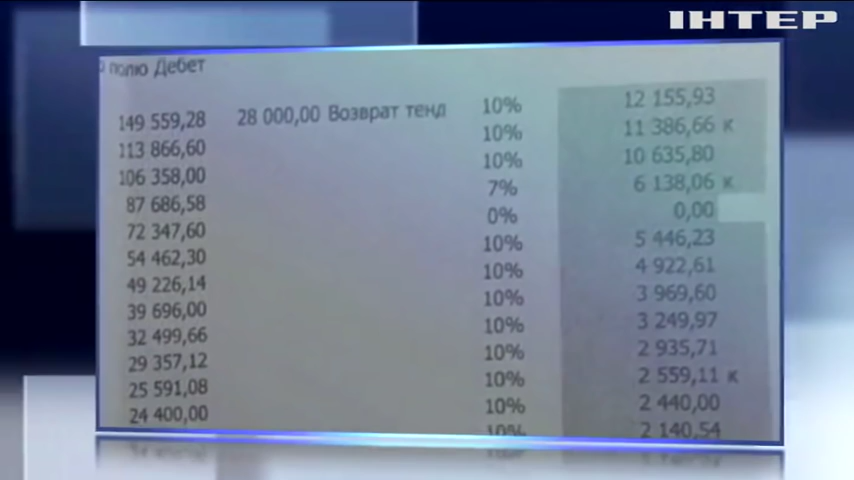 ІНТЕР
полю Дебет
149 559,28 28 000,00 Возврат тенд 10% 12 155,93
113 866,60 10% 11 386,66 к
106 358,00 10% 10 635,80
87 686,58 7% 6 138,06 к
72 347,60 0% 0,00
54 462,30 10% 5 446,23
49 226,14 10% 4 922,61
39 696,00 10% 3 969,60
32 499,66 10% 3 249,97
29 357,12 10% 2 935,71
25 591,08 10% 2 559,11 к
24 400,00 10% 2 440,00
10% 2 140,54